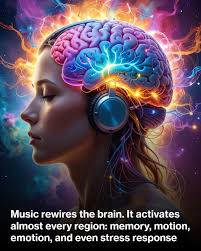 Music rewires the brain. It activates
almost every region: memory, motion,
emotion, and even stress response